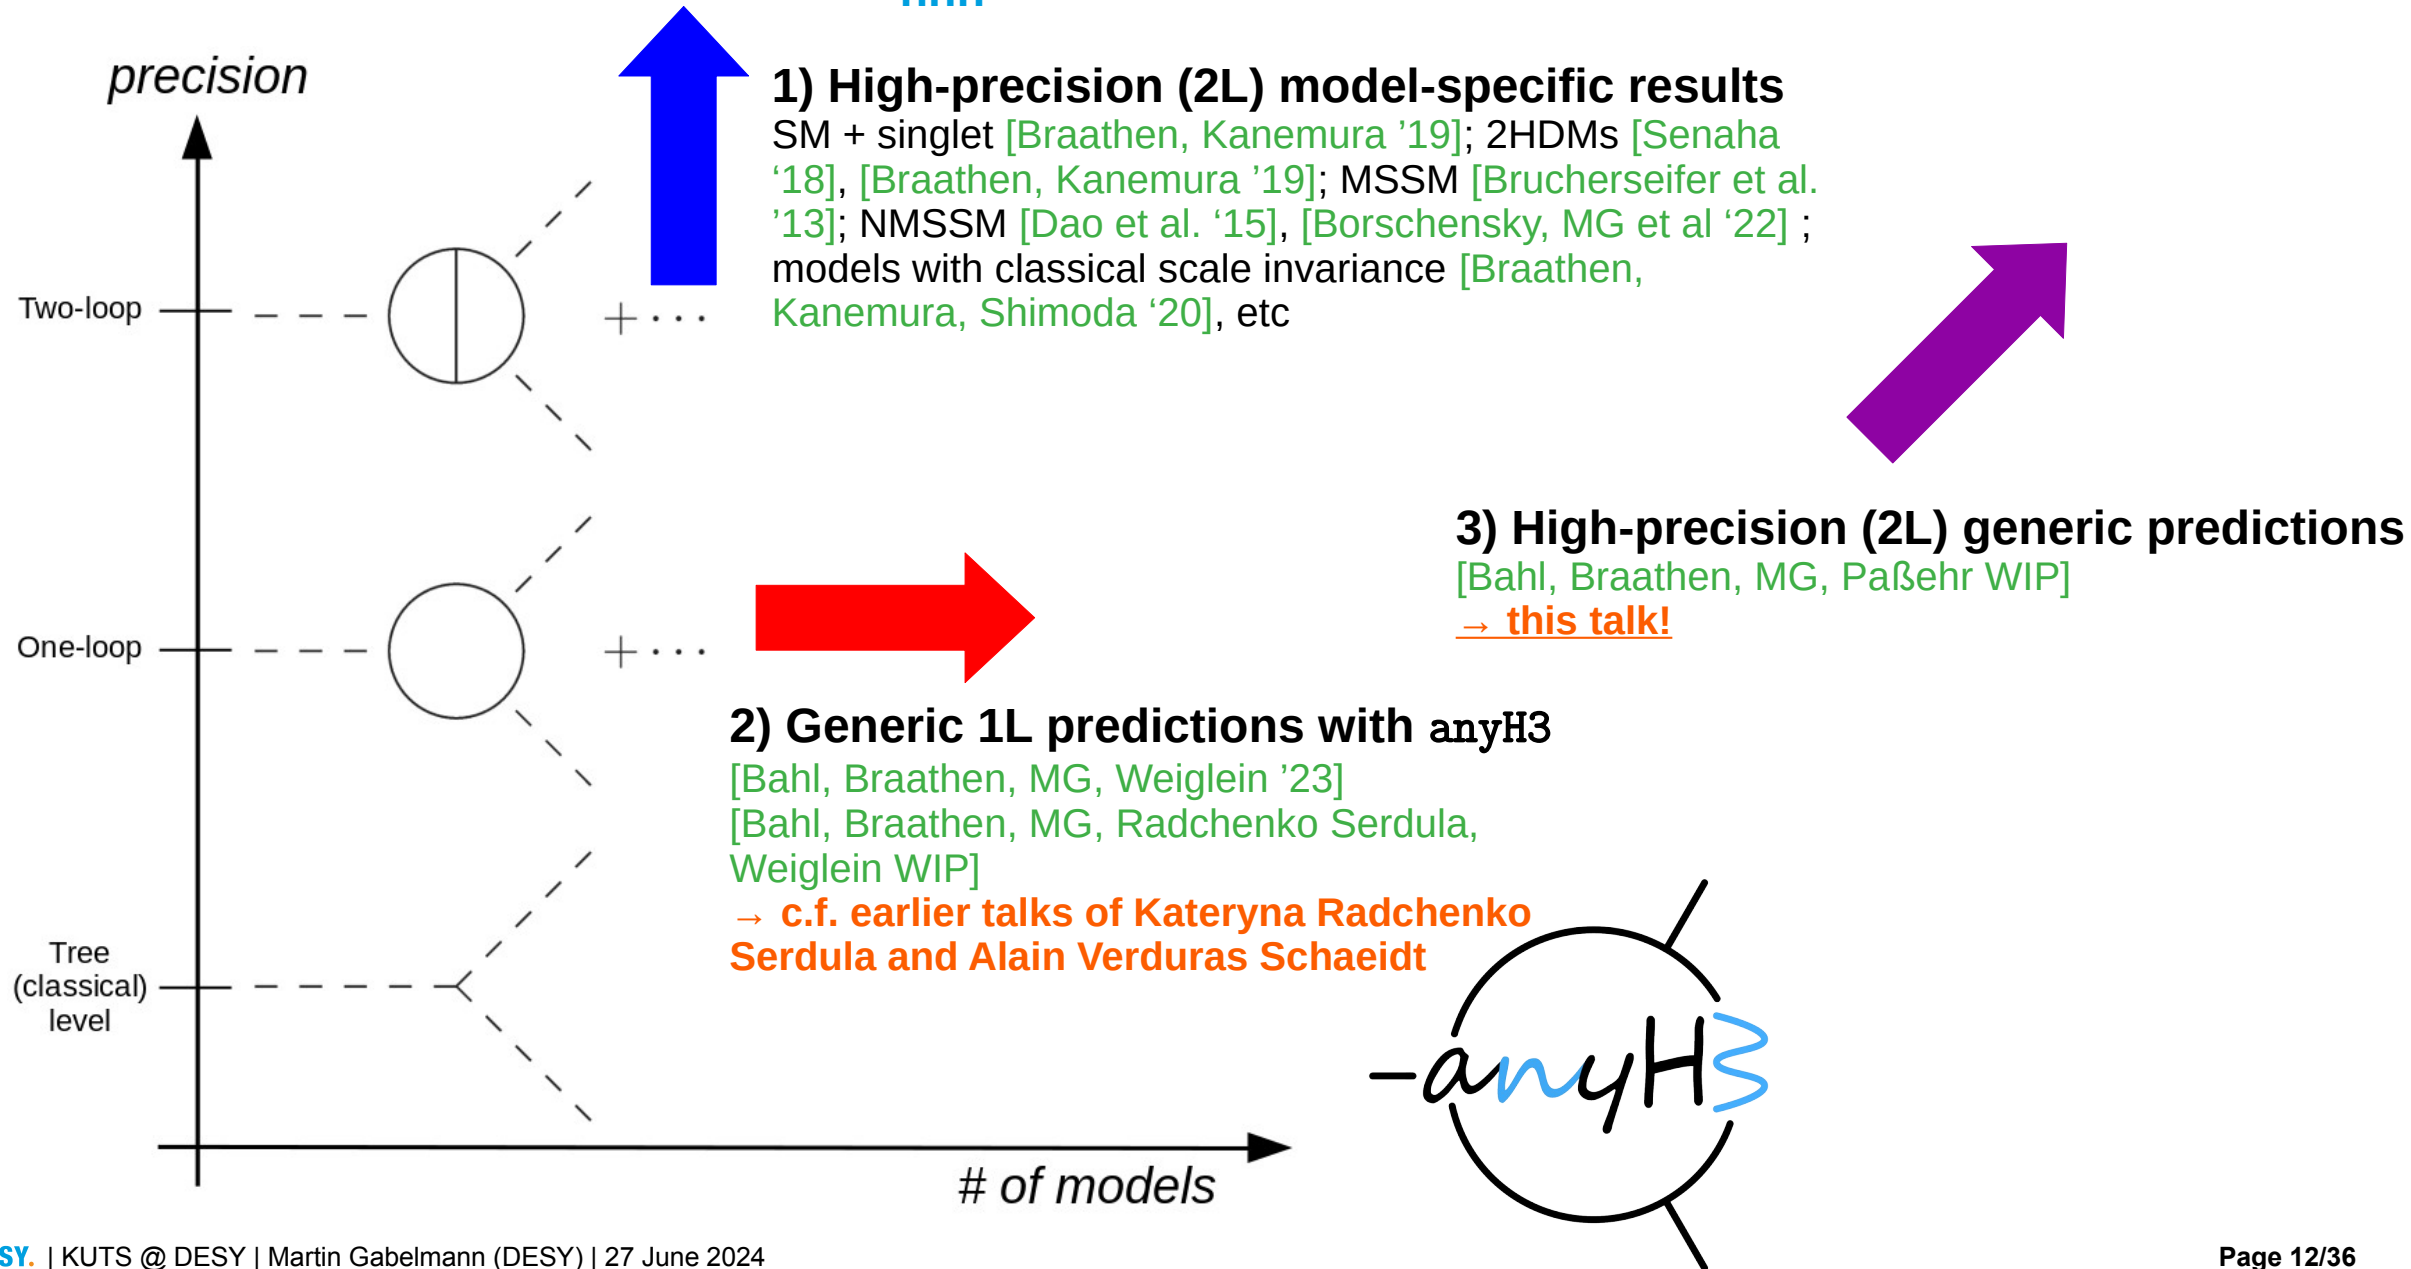 precision
1) High-precision (2L) model-specific results
SM + singlet [Braathen, Kanemura ’19]; 2HDMs [Senaha
‘18], [Braathen, Kanemura ’19]; MSSM [Brucherseifer et al.
’13]; NMSSM [Dao et al. ‘15], [Borschensky, MG et al ‘22] ;
models with classical scale invariance [Braathen,
Kanemura, Shimoda ‘20], etc
Two-loop
+ · · ·
3) High-precision (2L) generic predictions
[Bahl, Braathen, MG, Paßehr WIP]
→ this talk!
One-loop
+ · · ·
2) Generic 1L predictions with anyH3
[Bahl, Braathen, MG, Weiglein ’23]
[Bahl, Braathen, MG, Radchenko Serdula,
Weiglein WIP]
→ c.f. earlier talks of Kateryna Radchenko
Serdula and Alain Verduras Schaeidt
Tree
(classical)
level
anyH3
# of models
SY. | KUTS @ DESY | Martin Gabelmann (DESY) | 27 June 2024
Page 12/36